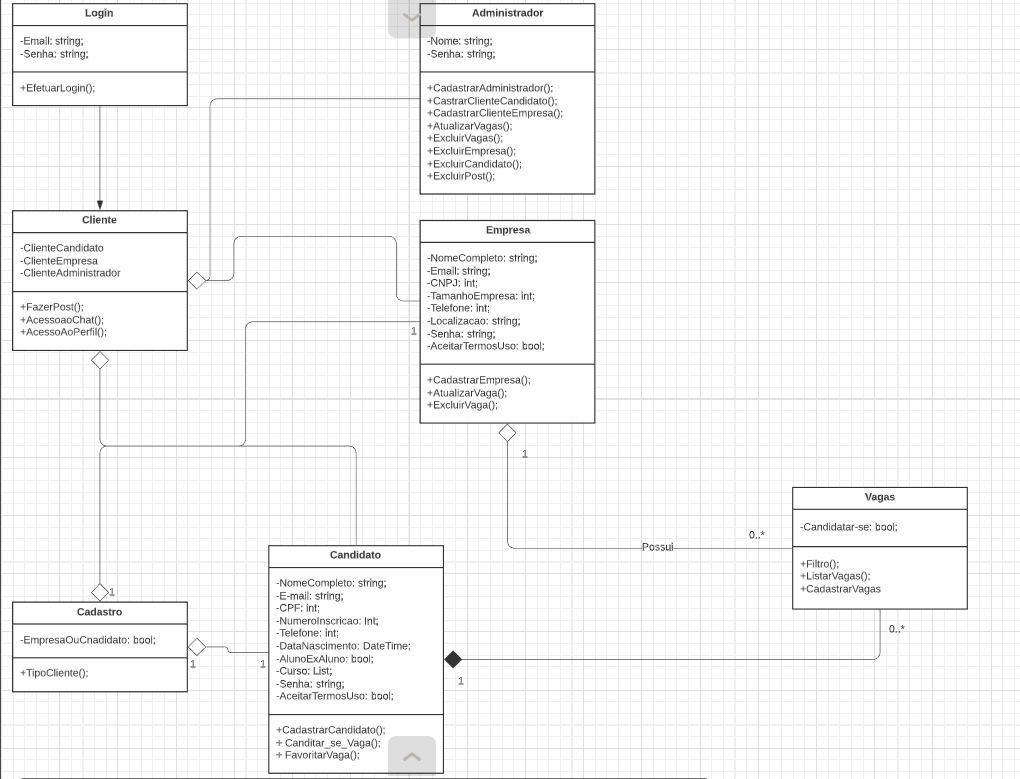 Login
-Email: string;
-Senha: string;
+EfetuarLogin();
Administrador
-Nome: string;
-Senha: string;
+CadastrarAdministrador();
+CastrarClienteCandidato();
+CadastrarClienteEmpresa();
+AtualizarVagas();
+ExcluirVagas();
+ExcluirEmpresa();
+ExcluirCandidato();
+ExcluirPost();
Cliente
-ClienteCandidato
-ClienteEmpresa
-ClienteAdministrador
+FazerPost();
+AcessoaoChat();
+AcessoAoPerfil();
Empresa
-NomeCompleto: string;
-Email: string;
-CNPJ: int;
-TamanhoEmpresa: int;
-Telefone: int;
-Localizacao: string;
-Senha: string;
-AceitarTermosUso: bool;
+CadastrarEmpresa();
+AtualizarVaga();
+ExcluirVaga();
1
1
Possui
0..*
Vagas
-Candidatar-se: bool;
+Filtro();
+ListarVagas();
+CadastrarVagas
0..*
1
Cadastro
-EmpresaOuCnadidato: bool;
+TipoCliente();
1
1
Candidato
-NomeCompleto: string;
-E-mail: string;
-CPF: int;
-NumeroInscricao: Int;
-Telefone: int;
-DataNascimento: DateTime;
-AlunoExAluno: bool;
-Curso: List;
-Senha: string;
-AceitarTermosUso: bool;
+CadastrarCandidato();
+ Canditar_se_Vaga();
+ FavoritarVaga();
1